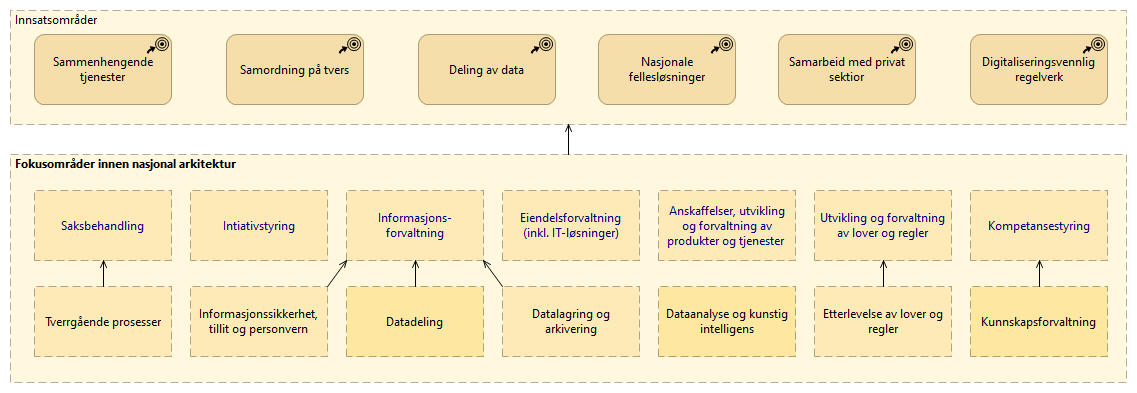 Innsatsområder
Sammenhengende
tjenester
Samordning på tvers
Deling av data
Nasjonale
fellesløsninger
Samarbeid med privat
sektior
Digitaliseringsvennlig
regelverk
Fokusområder innen nasjonal arkitektur
Saksbehandling
Intiativstyring
Informasjons-
forvaltning
Eiendelsforvaltning
(inkl. IT-løsninger)
Anskaffelser, utvikling
og forvaltning av
produkter og tjenester
Utvikling og forvaltning
av lover og regler
Kompetansestyring
Tverrgående prosesser
Informasjonssikkerhet,
tillit og personvern
Datadeling
Datalagring og
arkivering
Dataanalyse og kunstig
intelligens
Etterlevelse av lover og
regler
Kunnskapsforvaltning